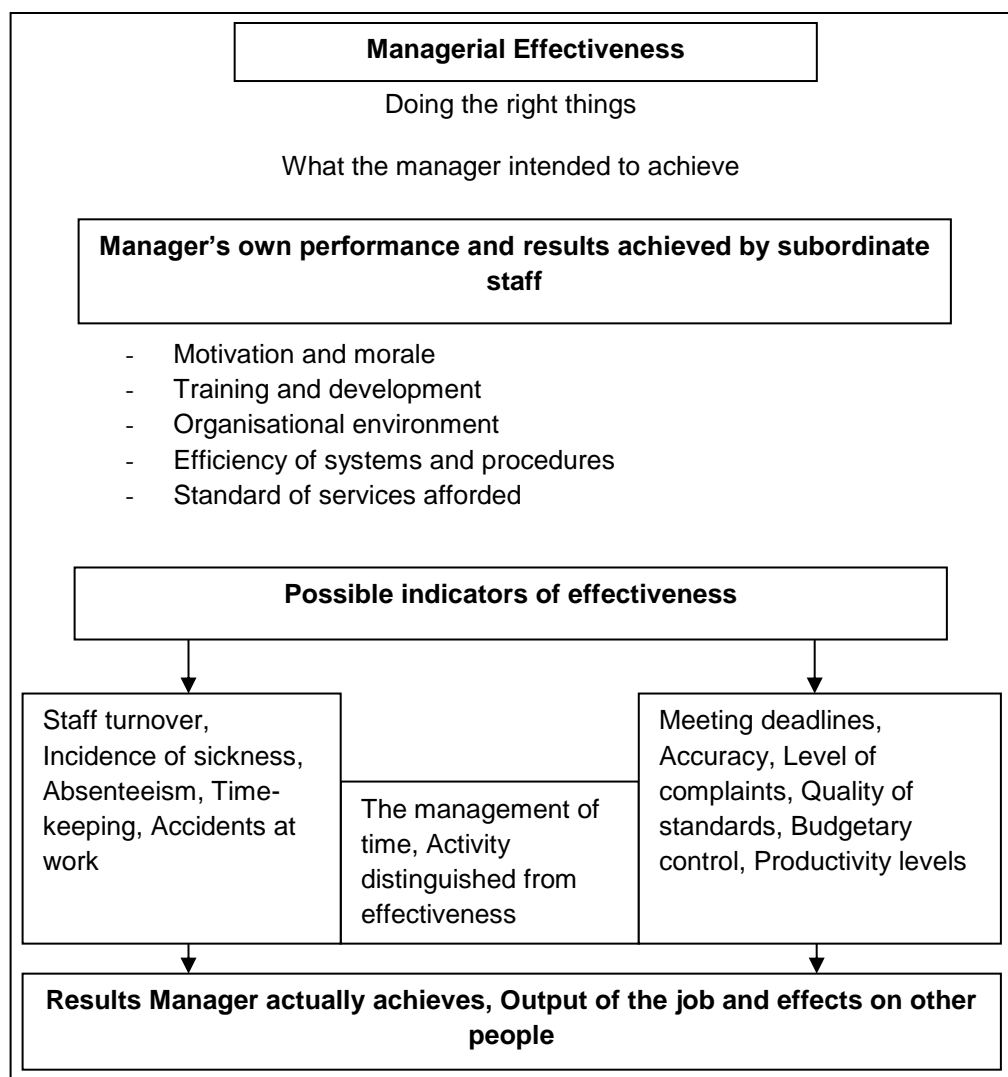 Managerial Effectiveness
Doing the right things
What the manager intended to achieve
Manager’s own performance and results achieved by subordinate
staff
- Motivation and morale
- Training and development
- Organisational environment
- Efficiency of systems and procedures
- Standard of services afforded
Possible indicators of effectiveness
Staff turnover,
Incidence of sickness,
Absenteeism, Time-
keeping, Accidents at
work
The management of
time, Activity
distinguished from
effectiveness
Meeting deadlines,
Accuracy, Level of
complaints, Quality of
standards, Budgetary
control, Productivity levels
Results Manager actually achieves, Output of the job and effects on other
people